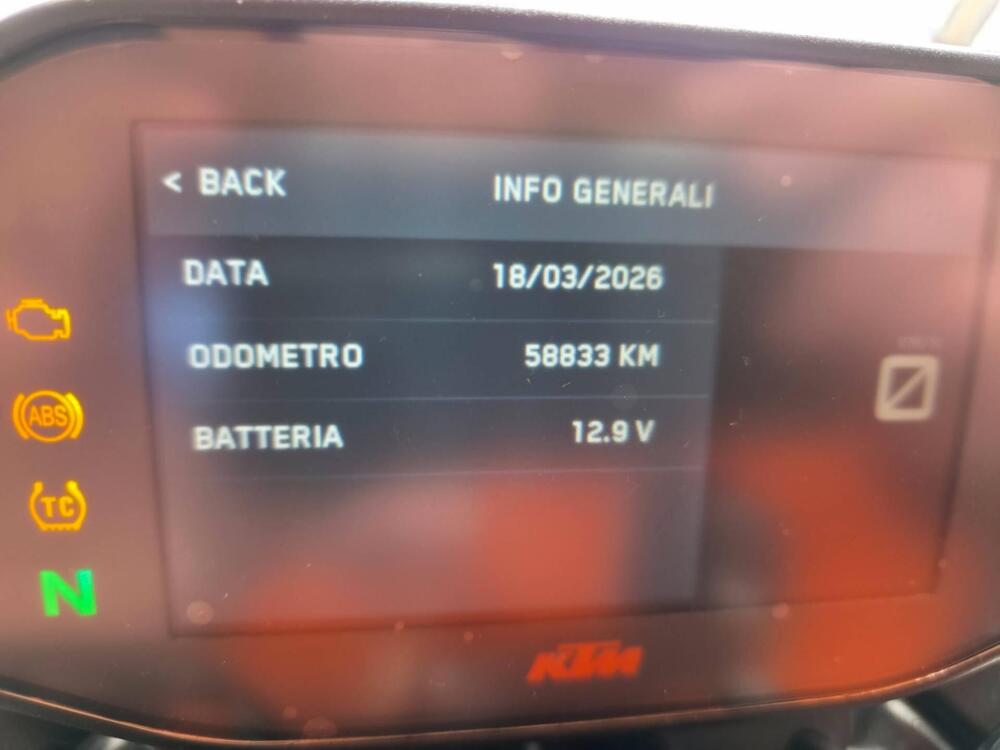 < BACK
INFO GENERALI
DATA 18/03/2026
ODOMETRO 58833 KM
BATTERIA 12.9 V
ABS
TC
N
KTM